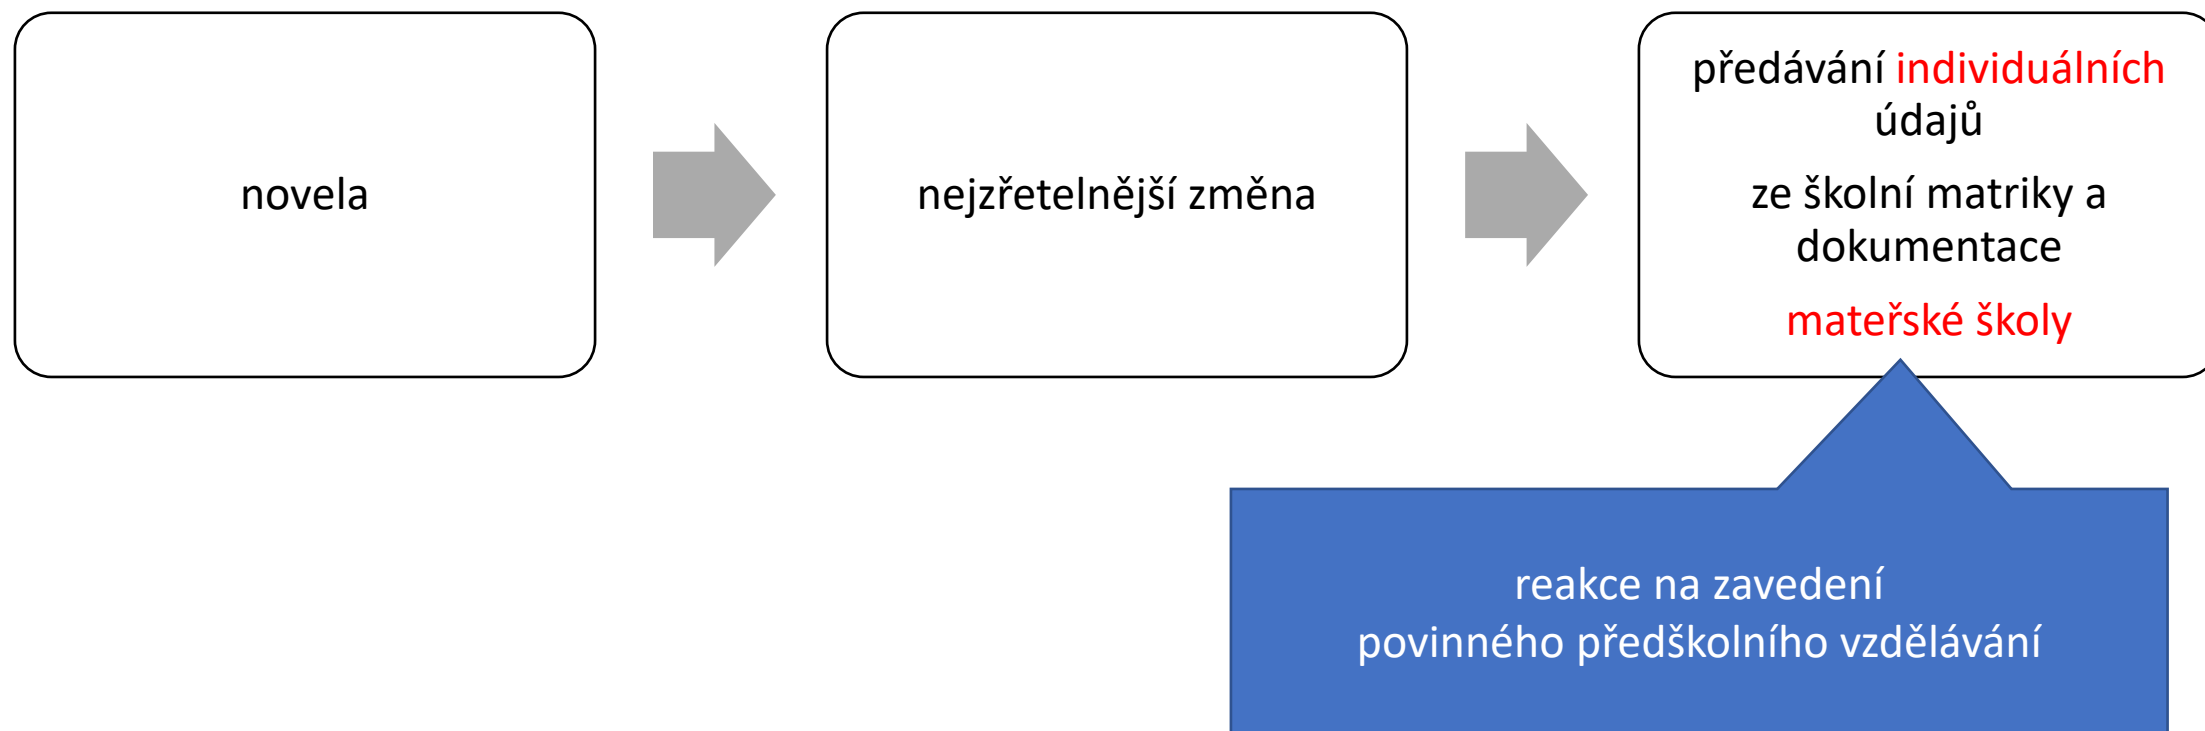 novela
nejzřetelnější změna
předávání individuálních
údajů
ze školní matriky a
dokumentace
mateřské školy
reakce na zavedení
povinného předškolního vzdělávání